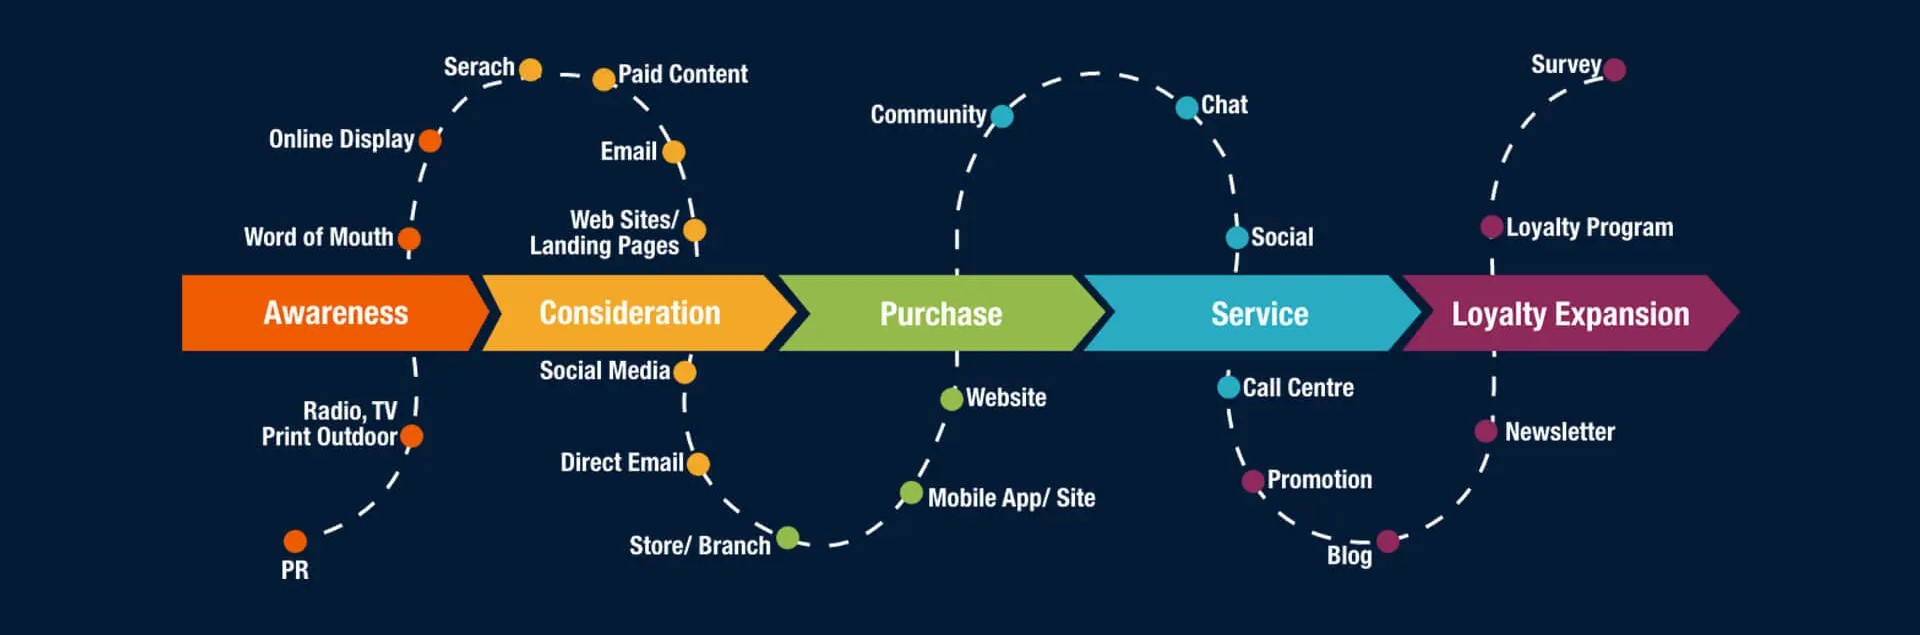 Serach
Paid Content
Survey
Community
Chat
Online Display
Email
Web Sites/
Landing Pages
Word of Mouth
Social
Loyalty Program
Awareness
Consideration
Purchase
Service
Loyalty Expansion
Social Media
Website
Call Centre
Radio, TV
Print Outdoor
Newsletter
Direct Email
Mobile App/ Site
Promotion
Store/ Branch
Blog
PR